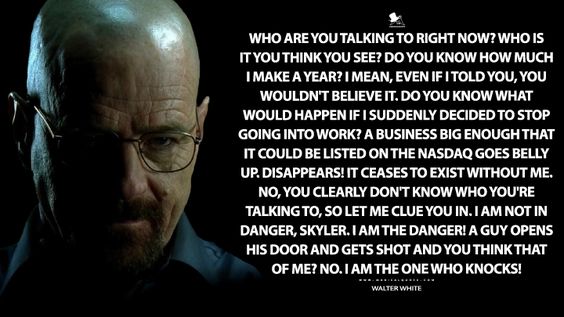 WHO ARE YOU TALKING TO RIGHT NOW? WHO IS
IT YOU THINK YOU SEE? DO YOU KNOW HOW MUCH
I MAKE A YEAR? I MEAN, EVEN IF I TOLD YOU, YOU
WOULDN'T BELIEVE IT. DO YOU KNOW WHAT
WOULD HAPPEN IF I SUDDENLY DECIDED TO STOP
GOING INTO WORK? A BUSINESS BIG ENOUGH THAT
IT COULD BE LISTED ON THE NASDAQ GOES BELLY
UP. DISAPPEARS! IT CEASES TO EXIST WITHOUT ME.
NO, YOU CLEARLY DON'T KNOW WHO YOU'RE
TALKING TO, SO LET ME CLUE YOU IN. I AM NOT IN
DANGER, SKYLER. I AM THE DANGER! A GUY OPENS
HIS DOOR AND GETS SHOT AND YOU THINK THAT
OF ME? NO. I AM THE ONE WHO KNOCKS!
WALTER WHITE